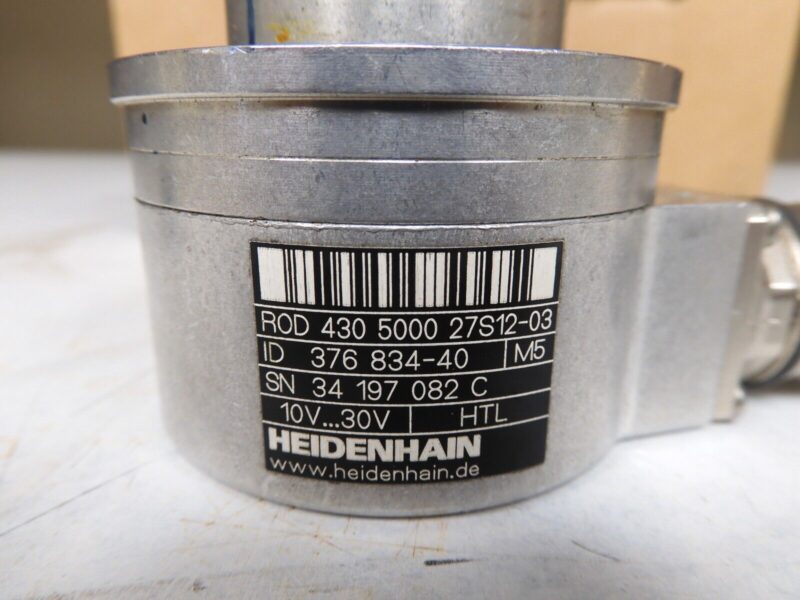 ROD 430 5000 27S12-03
ID 376 834-40 M5
SN 34 197 082 C
10V...30V HTL
HEIDENHAIN
www.heidenhain.de